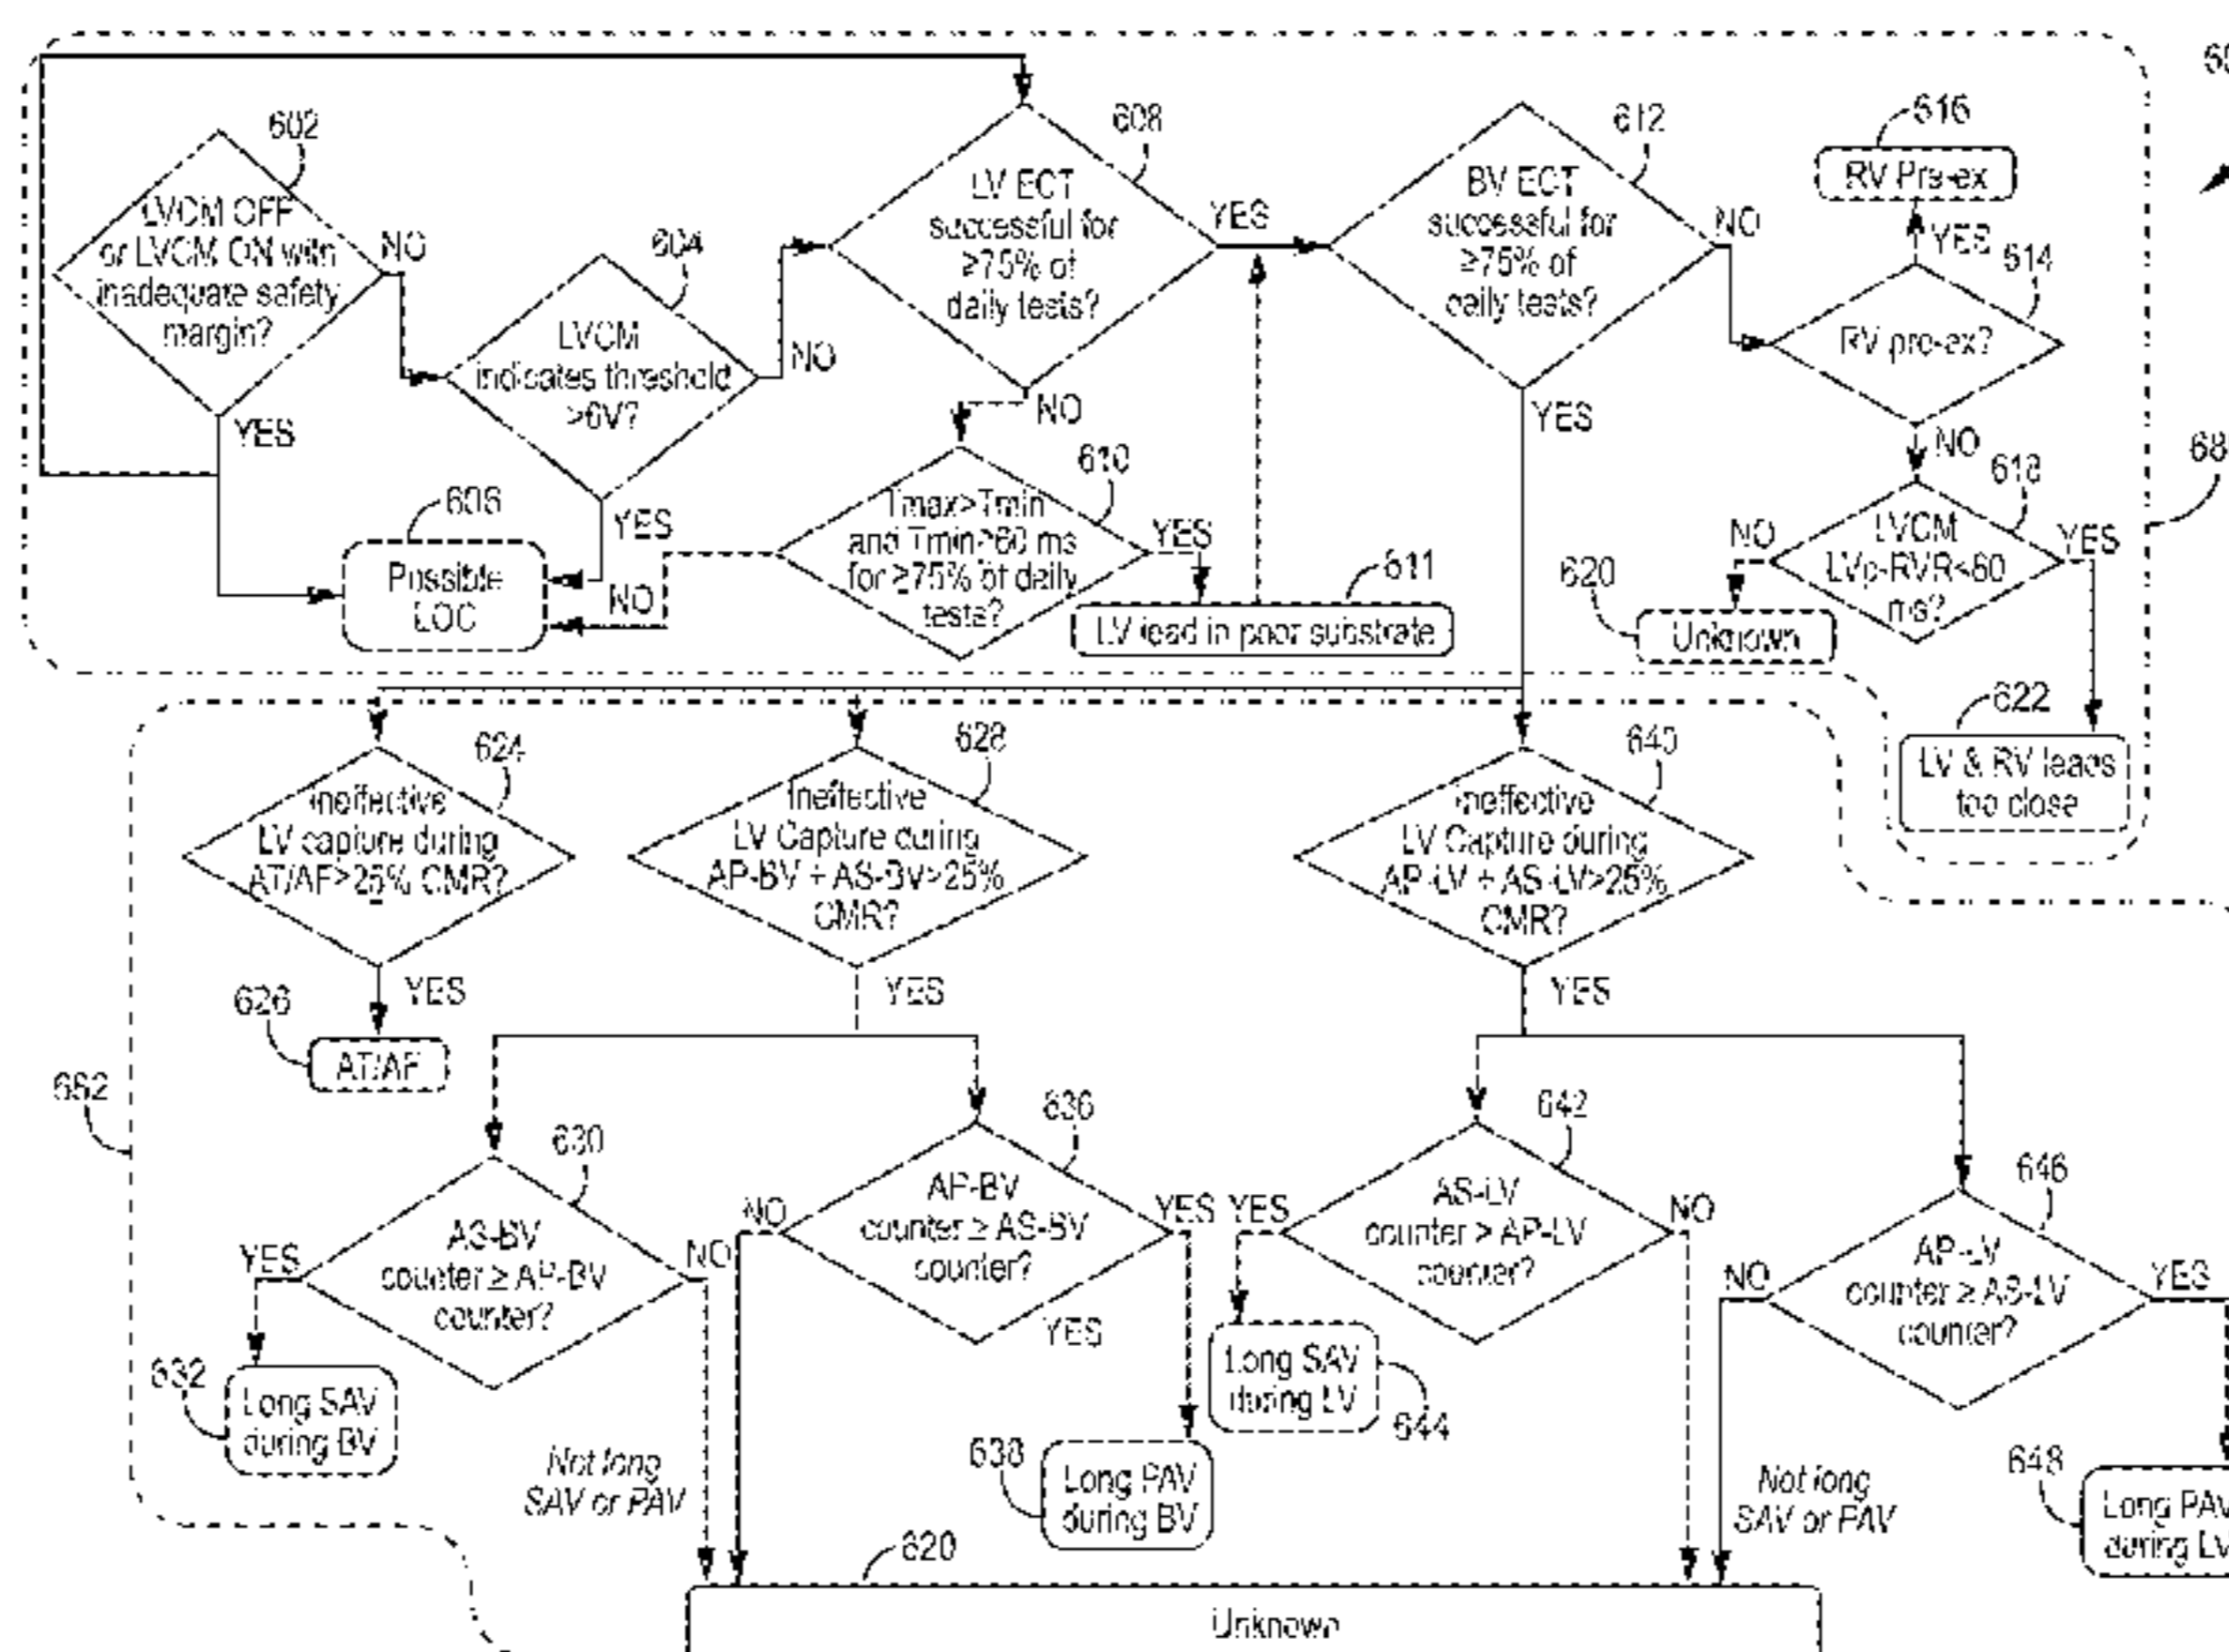 602
LVCM OFF
or LVCM ON with
inadequate safety
margin?
NO
YES
604
LVCM
indicates threshold
>6V?
NO
YES
606
Possible
LOC
608
LV ECT
successful for
≥75% of
daily tests?
YES
NO
610
Tmax>Tmin
and Tmin≥60 ms
for ≥75% of daily
tests?
YES
NO
611
LV lead in poor substrate
612
BV ECT
successful for
≥75% of
daily tests?
NO
YES
616
RV Pre-ex
YES
614
RV pre-ex?
NO
618
LVCM
LVp-RVR<60
ms?
NO
YES
620
Unknown
622
LV & RV leads
too close
624
Ineffective
LV capture during
AT/AF>25% CMR?
YES
626
AT/AF
628
Ineffective
LV Capture during
AP-BV + AS-BV>25%
CMR?
YES
640
Ineffective
LV Capture during
AP-LV + AS-LV>25%
CMR?
YES
682
630
AS-BV
counter ≥ AP-BV
counter?
YES
NO
632
Long SAV
during BV
Not long
SAV or PAV
636
AP-BV
counter ≥ AS-BV
counter?
NO
YES
YES
638
Long PAV
during BV
642
AS-LV
counter ≥ AP-LV
counter?
YES
NO
644
Long SAV
during LV
646
AP-LV
counter ≥ AS-LV
counter?
NO
YES
Not long
SAV or PAV
648
Long PAV
during LV
620
Unknown